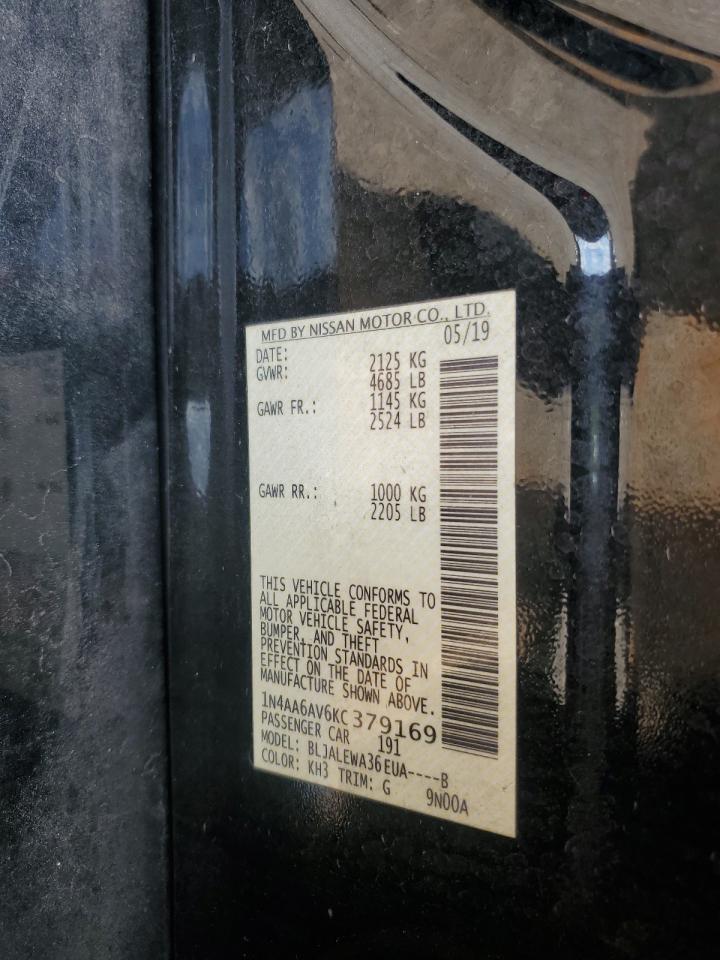 MFD BY NISSAN MOTOR CO., LTD.
DATE: 05/19
GVWR: 2125 KG
4685 LB
GAWR FR.: 1145 KG
2524 LB
GAWR RR.: 1000 KG
2205 LB
THIS VEHICLE CONFORMS TO
ALL APPLICABLE FEDERAL
MOTOR VEHICLE SAFETY,
BUMPER, AND THEFT
PREVENTION STANDARDS IN
EFFECT ON THE DATE OF
MANUFACTURE SHOWN ABOVE.
1N4AA6AV6KC379169
PASSENGER CAR 191
MODEL: BLJALEWA36EUA----B
COLOR: KH3 TRIM: G 9N00A